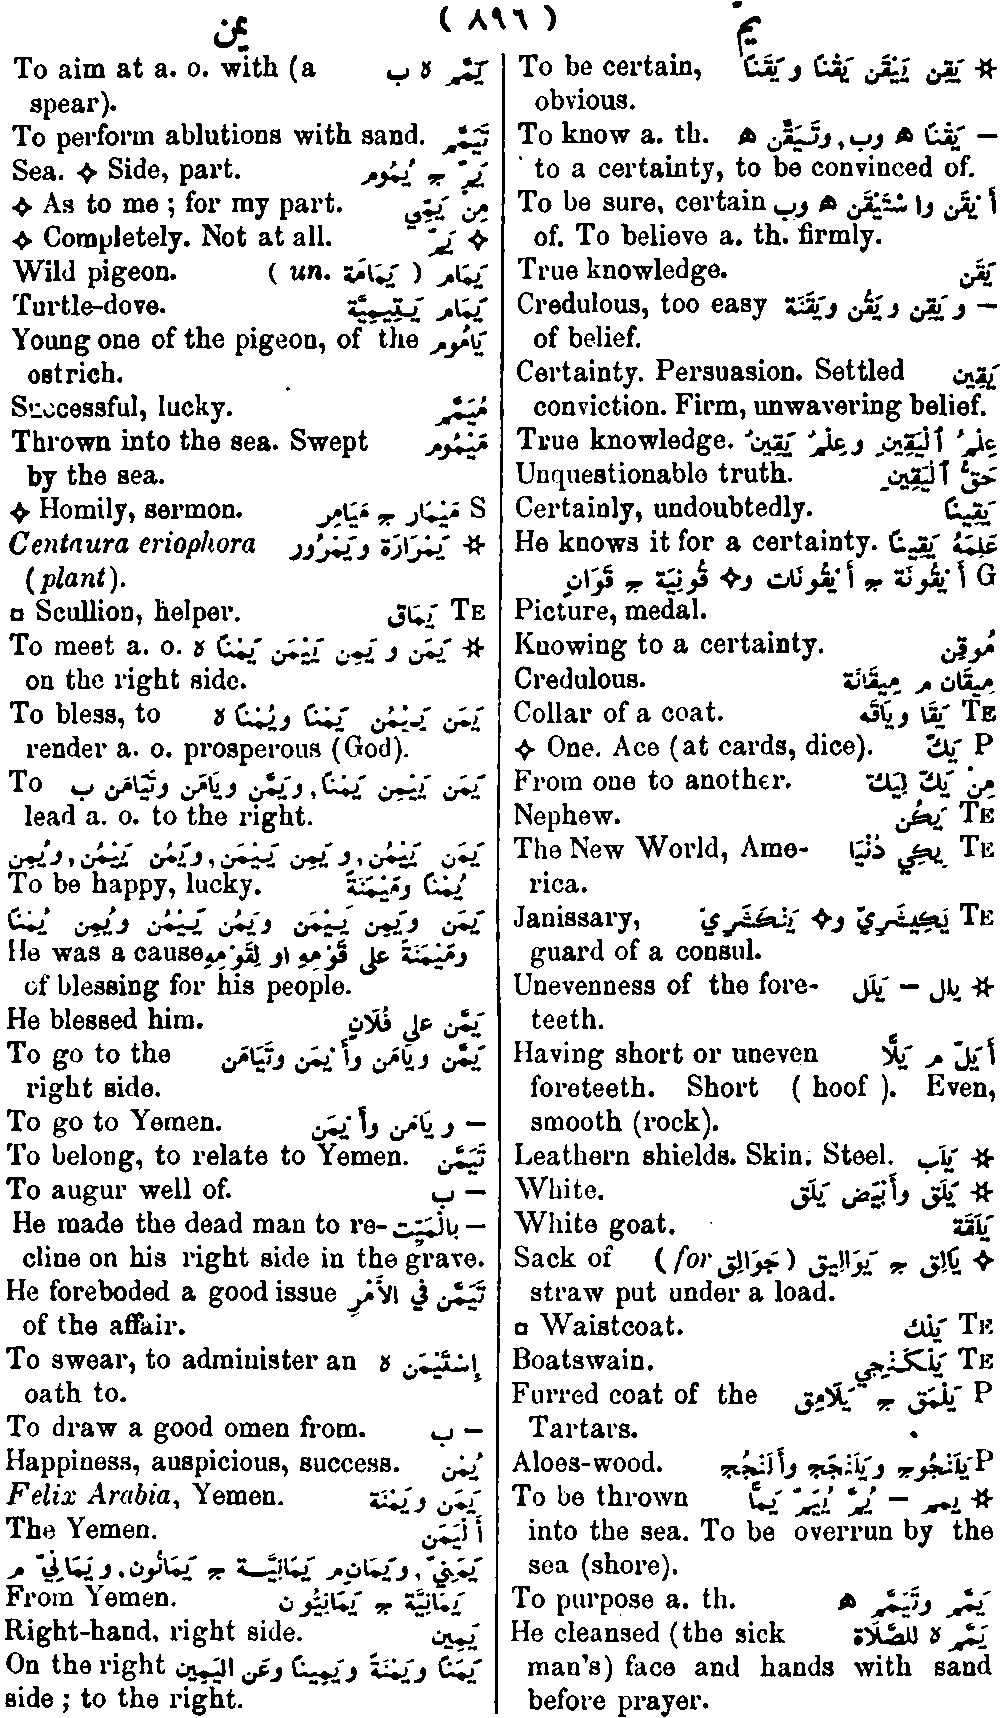 يمّ ( ٨٩٦ ) يمن
To be certain, ✲ يَقِن يَيْقَن يَقْنًا ويَقَنًا
obvious.
To know a. th. – يَقْنًا ه وب, وتَيَقَّن ه
to a certainty, to be convinced of.
To be sure, certain أَيْقَن واسْتَيْقَن ه وب
of. To believe a. th. firmly.
True knowledge. يَقَن
Credulous, too easy – و يَقِن و يَقُن ويَقَنَة
of belief.
Certainty. Persuasion. Settled يَقِين
conviction. Firm, unwavering belief.
True knowledge. عِلْمُ ٱلْيَقِينِ وعِلْمٌ يَقِينٌ
Unquestionable truth. حَقُّ ٱلْيَقِينِ
Certainly, undoubtedly. يَقِينًا
He knows it for a certainty. عَلِمَهُ يَقِينًا
G أَيْقُونَة ج أَيْقُونَات و✧ قُونِيَة ج قَوَانٍ
Picture, medal.
Knowing to a certainty. مُوقِن
Credulous. مِيقَان م مِيقَانَة
Collar of a coat. TE يَقَا ويَاقَه
✧ One. Ace (at cards, dice). P يَكّ
From one to another. مِنْ يَكّ لِيَكّ
Nephew. TE يَكُن
The New World, Ame- TE يكِي دُنْيَا
rica.
Janissary, TE يَكِيشَرِيّ و✧ يَنْكَشَرِيّ
guard of a consul.
Unevenness of the fore- ✲ يلل – يَلَل
teeth.
Having short or uneven أَيَلّ م يَلَّا
foreteeth. Short ( hoof ). Even,
smooth (rock).
Leathern shields. Skin. Steel. ✲ يَلَب
White. ✲ يَلَق وأَبْيَض يَلَق
White goat. يَلَقَة
Sack of (for جَوَالِق) ✧ يَالِق ج يَوَالِيق
straw put under a load.
▫ Waistcoat. TE يَلَك
Boatswain. TE يَلْكَنْجِي
Furred coat of the P يَلْمَق ج يَلَامِق
Tartars.
Aloes-wood. P يَلَنْجُوج ويَلَنْجَج وأَلَنْجُج
To be thrown ✲ يمر – يُمَّ يُيَمّ يَمًّا
into the sea. To be overrun by the
sea (shore).
To purpose a. th. يَمَّم وتَيَمَّم ه
He cleansed (the sick يَمَّم ه للصَّلَاة
man's) face and hands with sand
before prayer.
To aim at a. o. with (a يَمَّم ه ب
spear).
To perform ablutions with sand. تَيَمَّم
Sea. ✧ Side, part. يَمّ ج يُمُوم
✧ As to me ; for my part. مِن يَمِّي
✧ Completely. Not at all. ✧ يَمّ
Wild pigeon. يَمَام ( un. يَمَامَة )
Turtle-dove. يَمَام يَتِيمِيَّة
Young one of the pigeon, of the يَامُوم
ostrich.
Successful, lucky. مُيَمَّم
Thrown into the sea. Swept مَيْمُوم
by the sea.
✧ Homily, sermon. S مَيْمَار ج مَيَامِر
Centaura eriophora ✲ يَمْرَارَة ويَمْرُور
(plant).
▫ Scullion, helper. TE يَمَاق
To meet a. o. ✲ يَمَن و يَمِن يَيْمَن يَمْنًا ه
on the right side.
To bless, to يَمَن يَيْمُن يَمْنًا ويُمْنًا ه
render a. o. prosperous (God).
To يَمَن يَيْمِن يَمْنًا, ويَمَّن ويَامَن وتَيَامَن ب
lead a. o. to the right.
يَمَن يَيْمُن, و يَمِن يَيْمَن, ويَمُن يَيْمُن, ويُمِن
To be happy, lucky. يُمْنًا ومَيْمَنَةً
يَمَن ويَمِن يَيْمَن ويَمُن يَيْمُن ويُمِن يُمْنًا
He was a cause ومَيْمَنَةً على قَوْمِهِ او لِقَوْمِهِ
of blessing for his people.
He blessed him. يَمَّن على فُلَانٍ
To go to the يَمَّن ويَامَن وأَيْمَن وتَيَامَن
right side.
To go to Yemen. – و يَامَن وأَيْمَن
To belong, to relate to Yemen. تَيَمَّن
To augur well of. – ب
He made the dead man to re- – بِالْمَيِّت
cline on his right side in the grave.
He foreboded a good issue تَيَمَّن في الأَمْرِ
of the affair.
To swear, to administer an إِسْتَيْمَن ه
oath to.
To draw a good omen from. – ب
Happiness, auspicious, success. يُمْن
Felix Arabia, Yemen. يَمَن ويَمْنَة
The Yemen. أَلْيَمَن
يَمَنِيّ, ويَمَانٍ م يَمَانِيَّة ج يَمَانُون, ويَمَانِيّ م
From Yemen. يَمَانِيَّة ج يَمَانِيُّون
Right-hand, right side. يَمِين
On the right يَمْنًا ويَمْنَةً ويَمِينًا وعَنِ اليَمِين
side ; to the right.